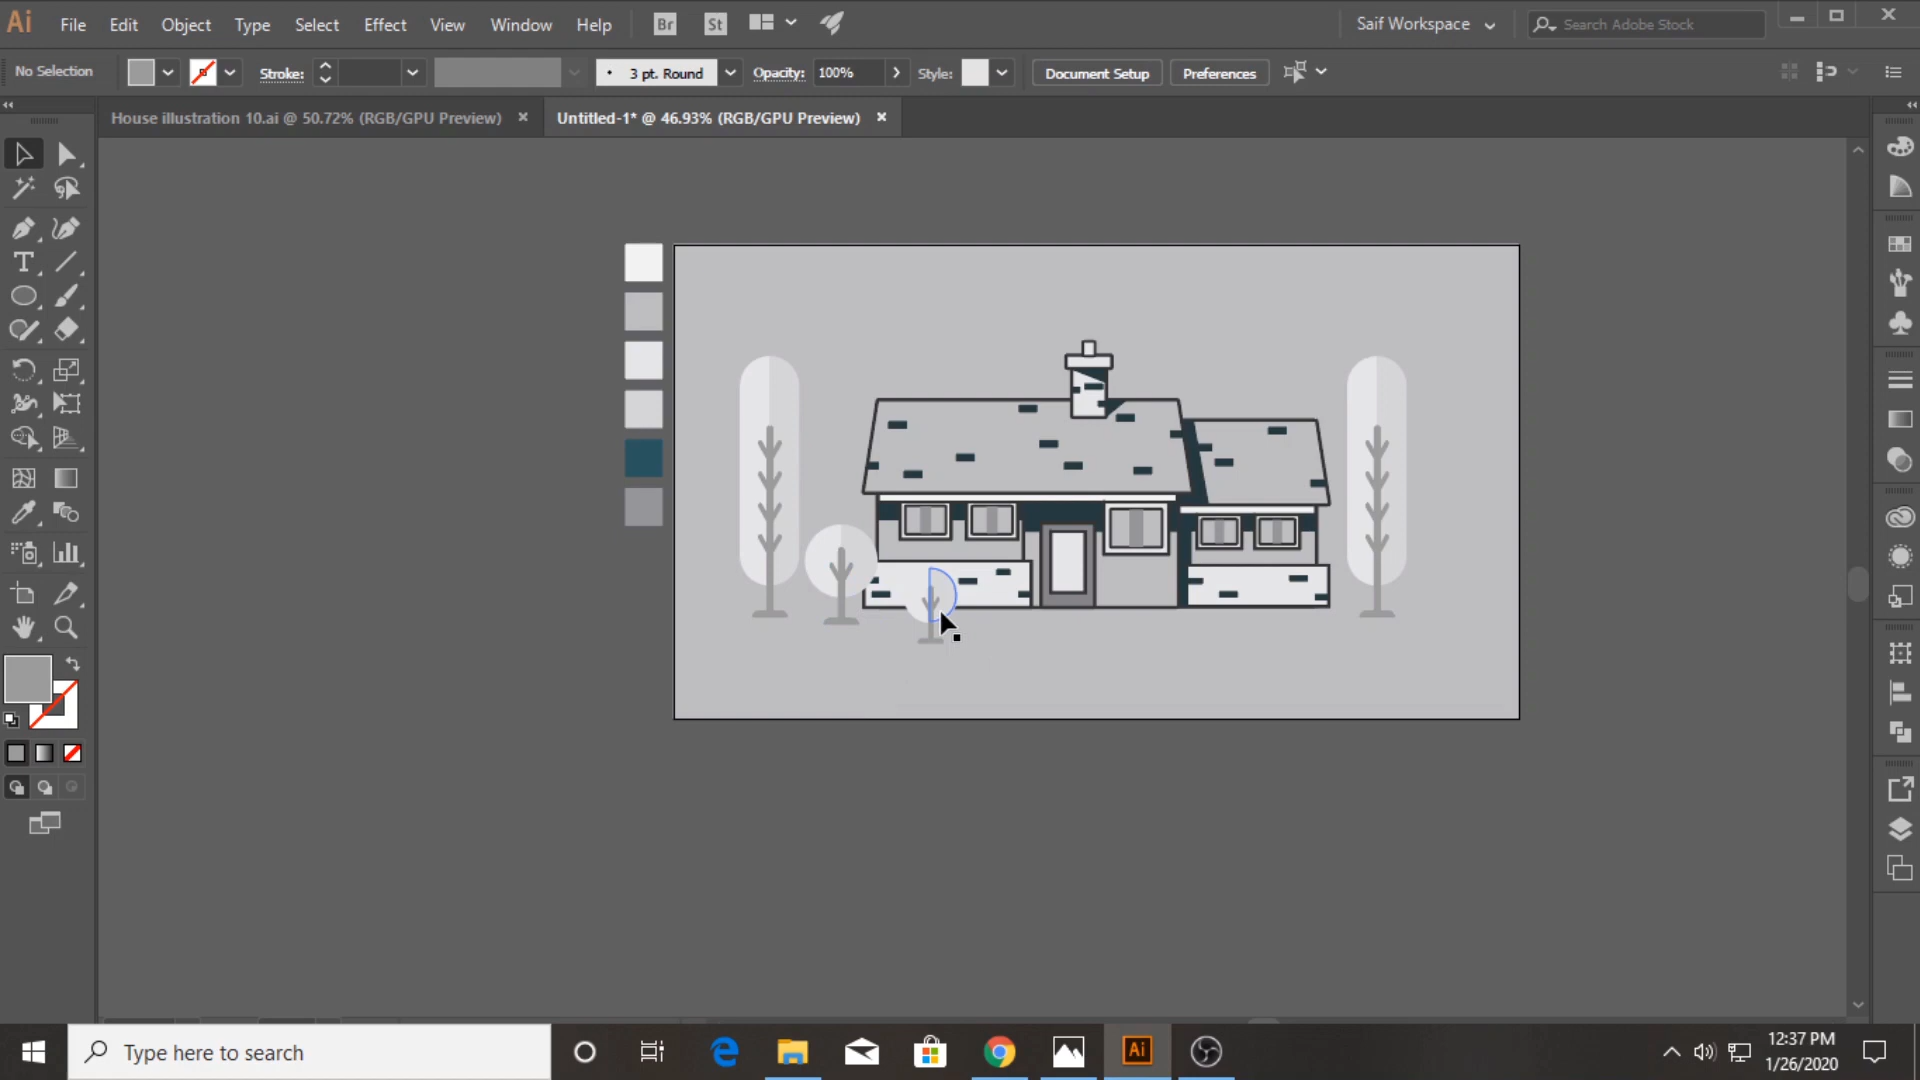 Ai File Edit Object Type Select Effect View Window Help Br St Saif Workspace Search Adobe Stock
No Selection Stroke: 3 pt. Round Opacity: 100% Style: Document Setup Preferences
House illustration 10.ai @ 50.72% (RGB/GPU Preview) Untitled-1* @ 46.93% (RGB/GPU Preview)
Type here to search Ai 12:37 PM
1/26/2020